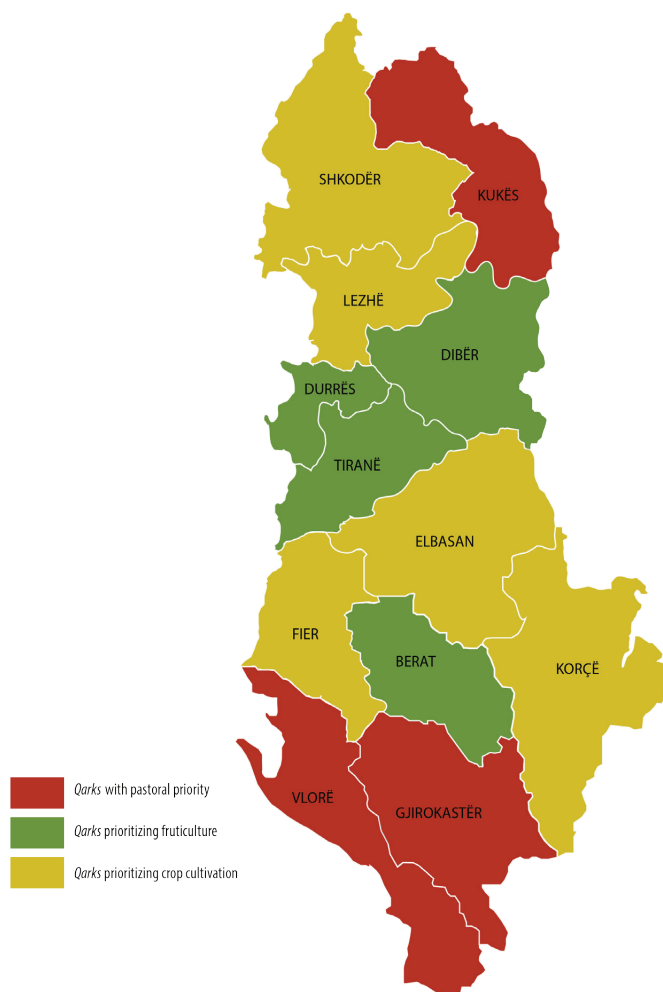 SHKODËR
KUKËS
LEZHË
DIBËR
DURRËS
TIRANË
ELBASAN
FIER
BERAT
KORÇË
VLORË
GJIROKASTËR
Qarks with pastoral priority
Qarks prioritizing fruticulture
Qarks prioritizing crop cultivation